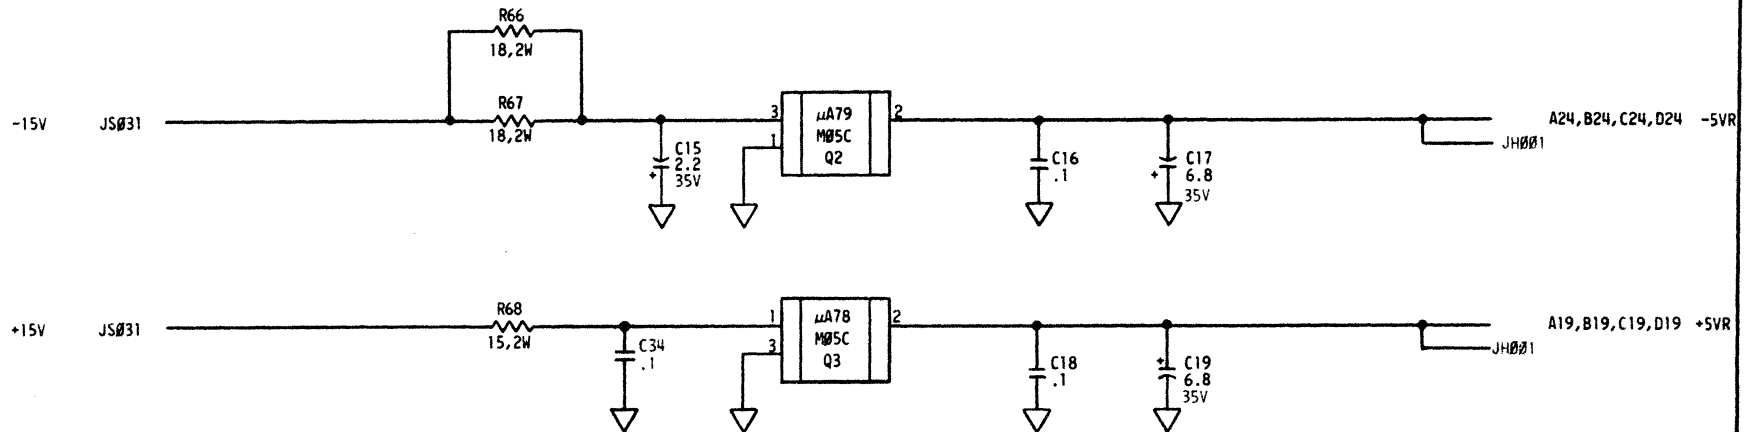 R66
18,2W
-15V JSØ31
R67
18,2W
C15
2.2
+ 35V
3
1
µA79
MØ5C
Q2
2
C16
.1
+
C17
6.8
35V
A24,B24,C24,D24 -5VR
JHØØ1
+15V JSØ31
R68
15,2W
C34
.1
1
3
µA78
MØ5C
Q3
2
C18
.1
+
C19
6.8
35V
A19,B19,C19,D19 +5VR
JHØØ1